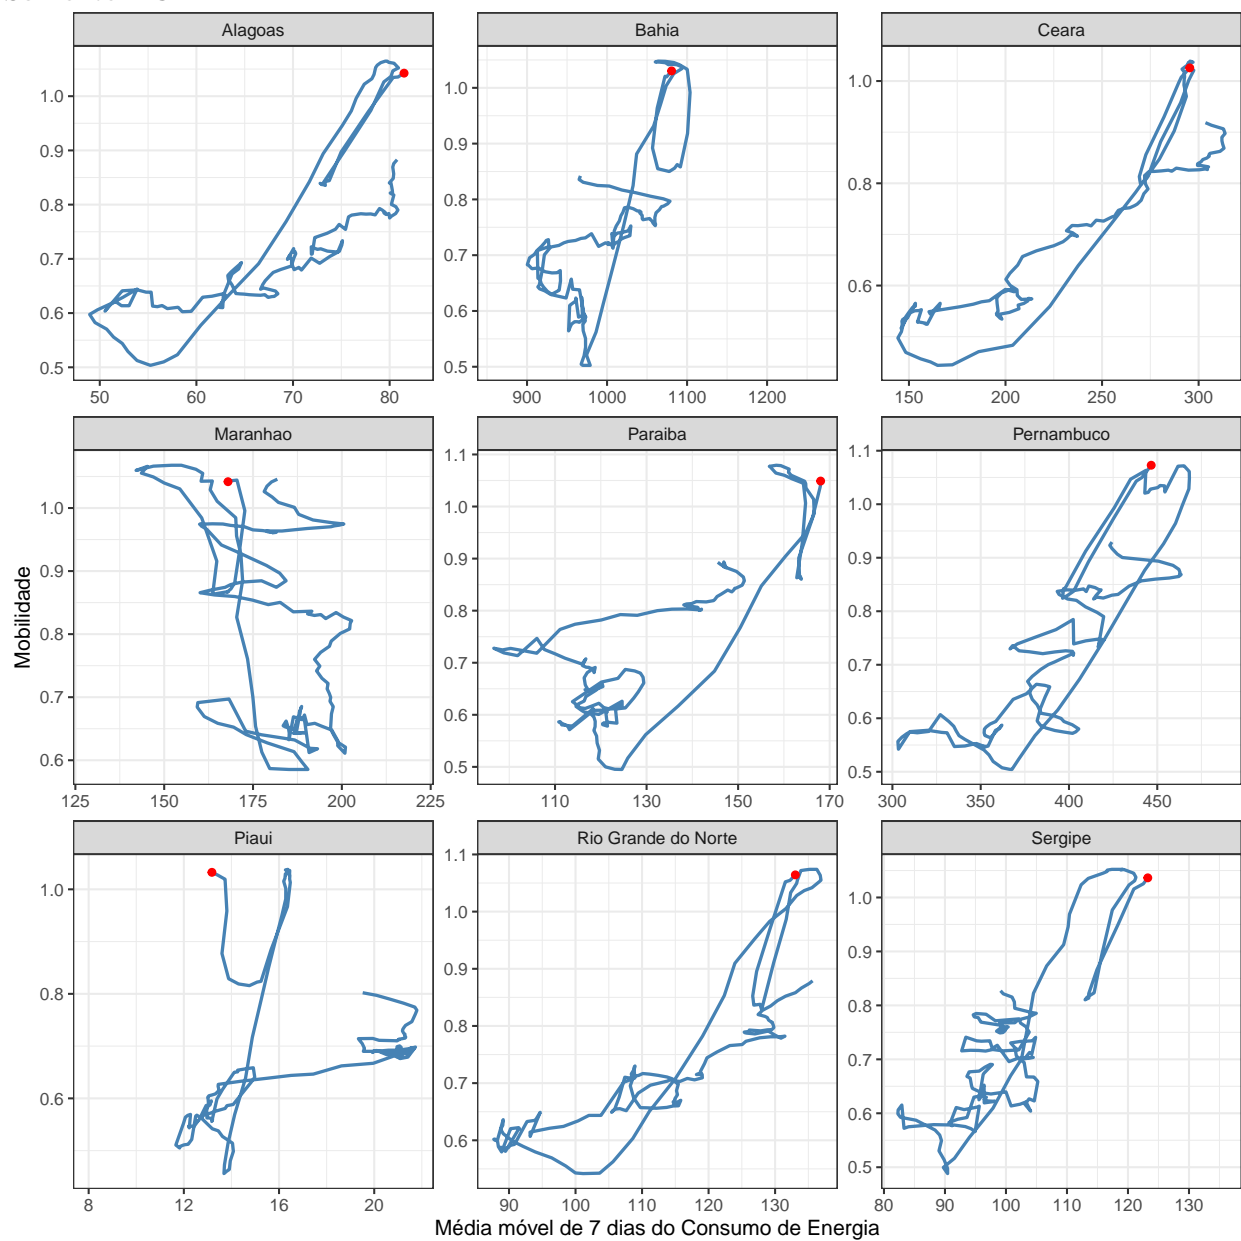 Alagoas Bahia Ceara
1.0 1.0 1.0
0.9 0.9
0.8 0.8 0.8
0.7 0.7
0.6 0.6 0.6
0.5 0.5
50 60 70 80 900 1000 1100 1200 150 200 250 300
Maranhao Paraiba Pernambuco
1.1 1.1
1.0 1.0 1.0
0.9 0.9 0.9
0.8 0.8 0.8
0.7 0.7 0.7
0.6 0.6 0.6
0.5 0.5
125 150 175 200 225 110 130 150 170 300 350 400 450
Mobilidade
Piaui Rio Grande do Norte Sergipe
1.1
1.0 1.0 1.0
0.9 0.9
0.8 0.8 0.8
0.7 0.7
0.6 0.6 0.6
0.5
8 12 16 20 90 100 110 120 130 80 90 100 110 120 130
Média móvel de 7 dias do Consumo de Energia